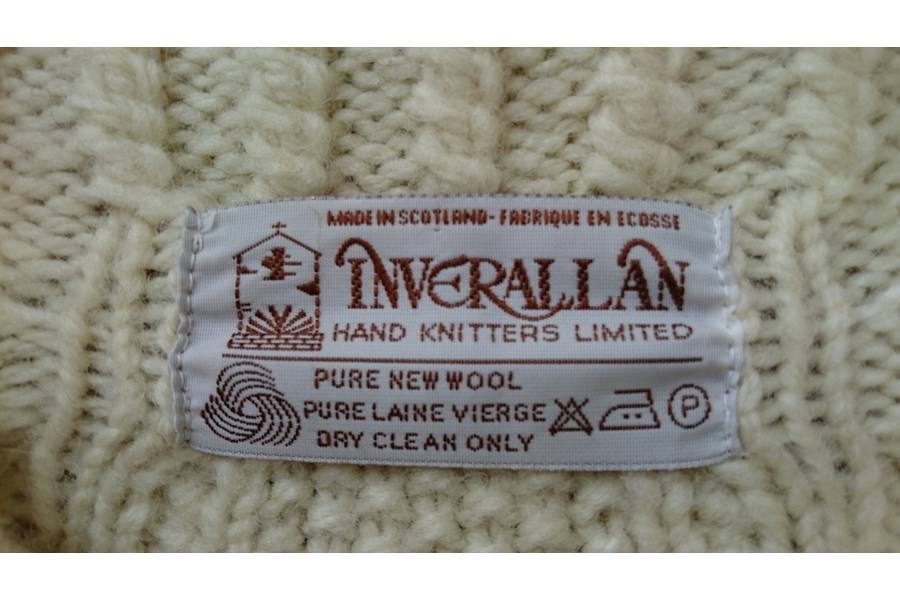 MADE IN SCOTLAND - FABRIQUE EN ECOSSE
INVERALLAN
HAND KNITTERS LIMITED
PURE NEW WOOL
PURE LAINE VIERGE
DRY CLEAN ONLY
P